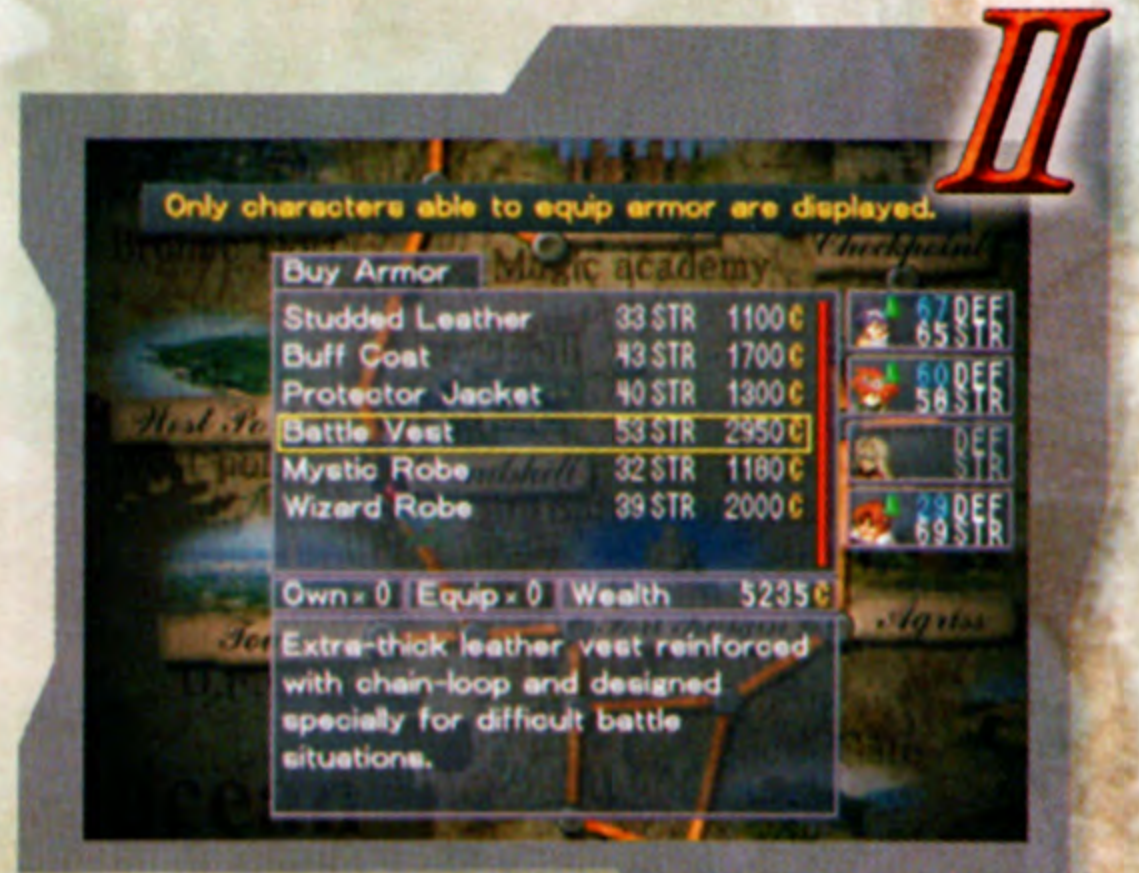 II
Only characters able to equip armor are displayed.
Checkpoint
Magic academy
Buy Armor
Studded Leather 33 STR 1100 C
Buff Coat 43 STR 1700 C
Protector Jacket 40 STR 1300 C
Battle Vest 53 STR 2950 C
Mystic Robe 32 STR 1180 C
Wizard Robe 39 STR 2000 C
67 DEF
65 STR
60 DEF
58 STR
DEF
STR
29 DEF
69 STR
West Po
Own × 0 Equip × 0 Wealth 5235 C
Agriss
Extra-thick leather vest reinforced
with chain-loop and designed
specially for difficult battle
situations.